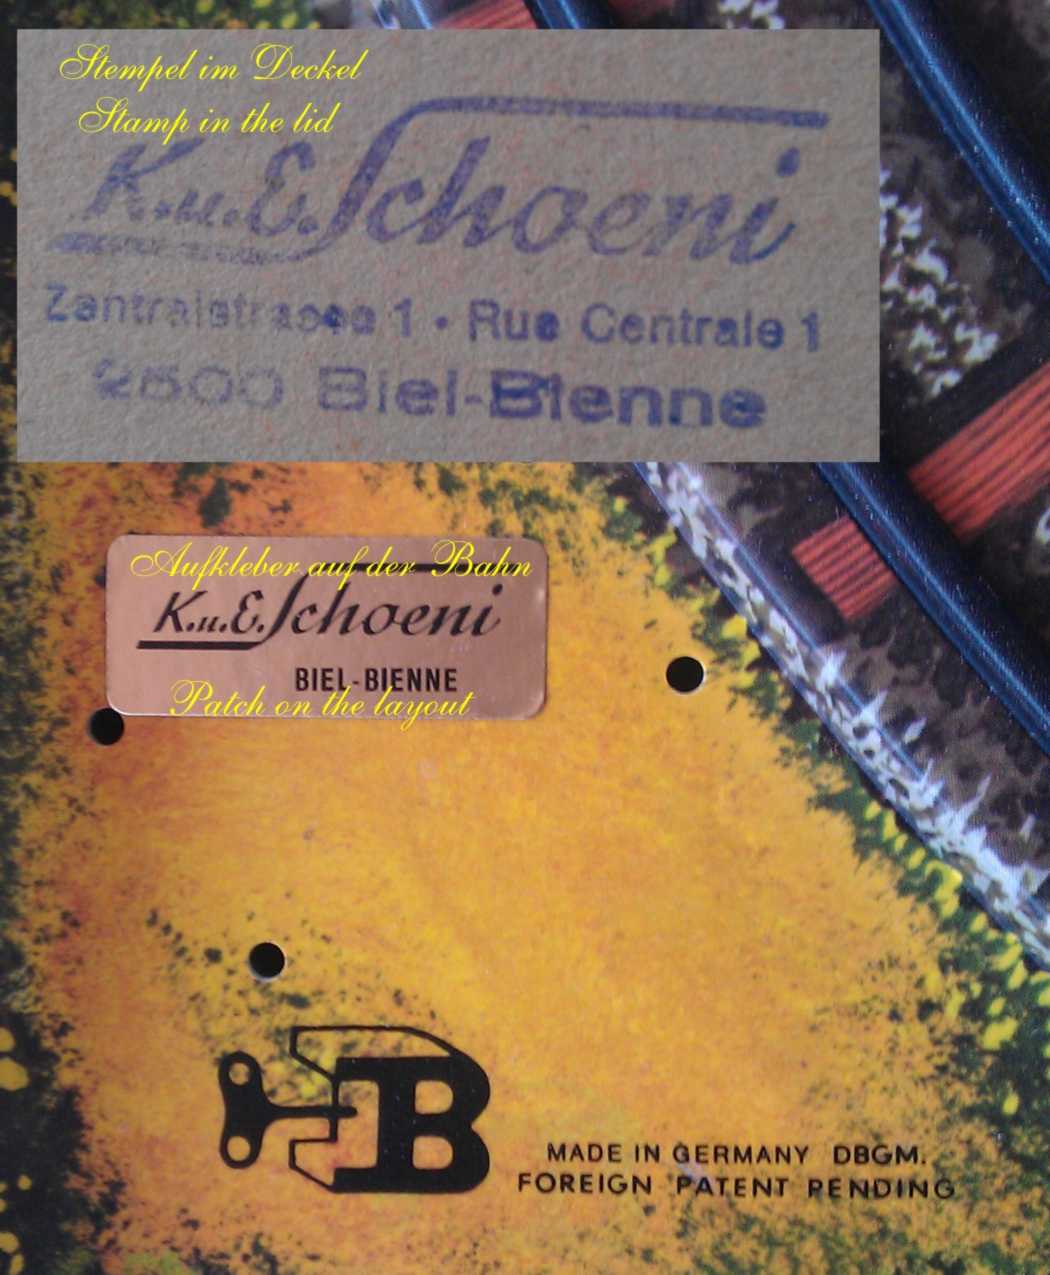 Stempel im Deckel
Stamp in the lid
K.u.E. Schoeni
Zentralstrasse 1 • Rue Centrale 1
2500 Biel-Bienne
Aufkleber auf der Bahn
K.u.E. Schoeni
BIEL-BIENNE
Patch on the layout
B
MADE IN GERMANY DBGM.
FOREIGN PATENT PENDING